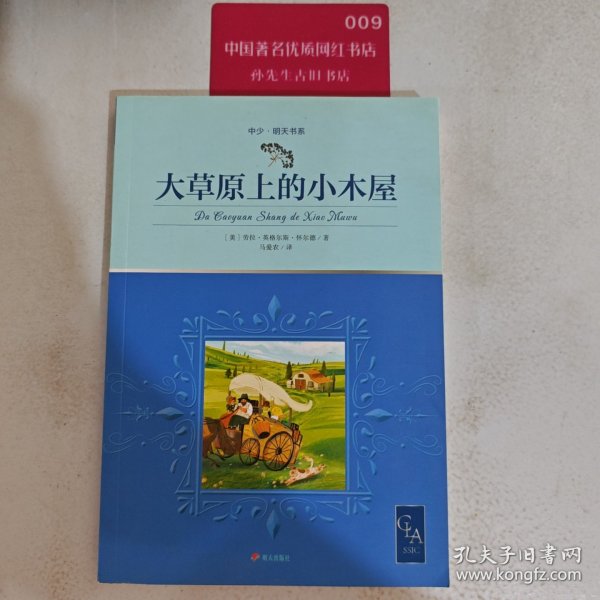 009
中国著名优质网红书店
孙先生古旧书店
中少·明天书系
大草原上的小木屋
Da Caoyuan Shang de Xiao Muwu
[美]劳拉·英格尔斯·怀尔德/著
马爱农/译
GLA
SSIC
明天出版社
孔夫子旧书网
www.kongfz.com